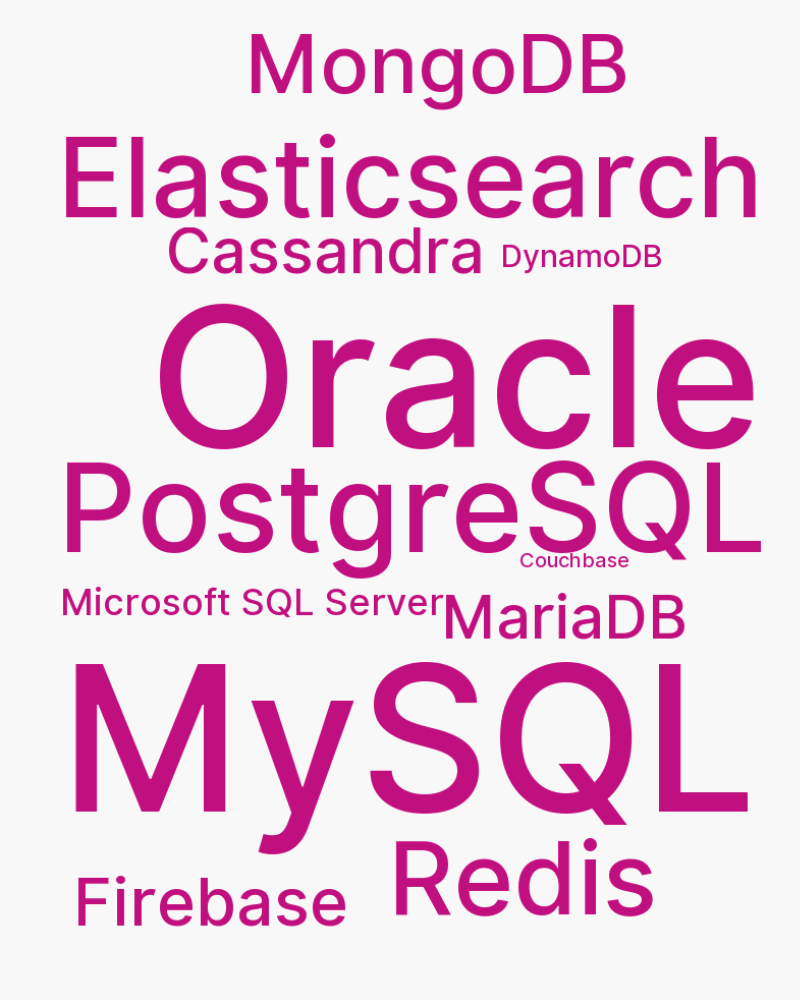 MongoDB
Elasticsearch
Cassandra DynamoDB
Oracle
PostgreSQL
Couchbase
Microsoft SQL Server MariaDB
MySQL
Firebase Redis